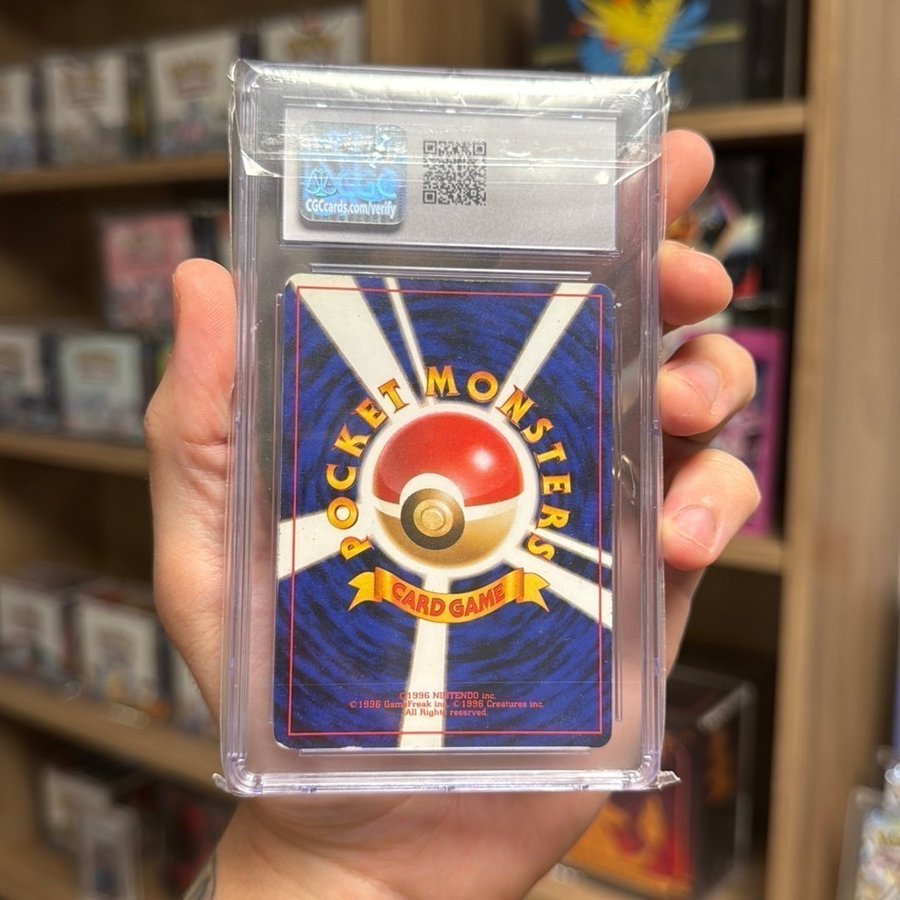 CGC
CGCcards.com/verify
POCKET MONSTERS
CARD GAME
©1996 NINTENDO inc.
©1996 GameFreak inc. ©1996 Creatures inc.
All Rights reserved.